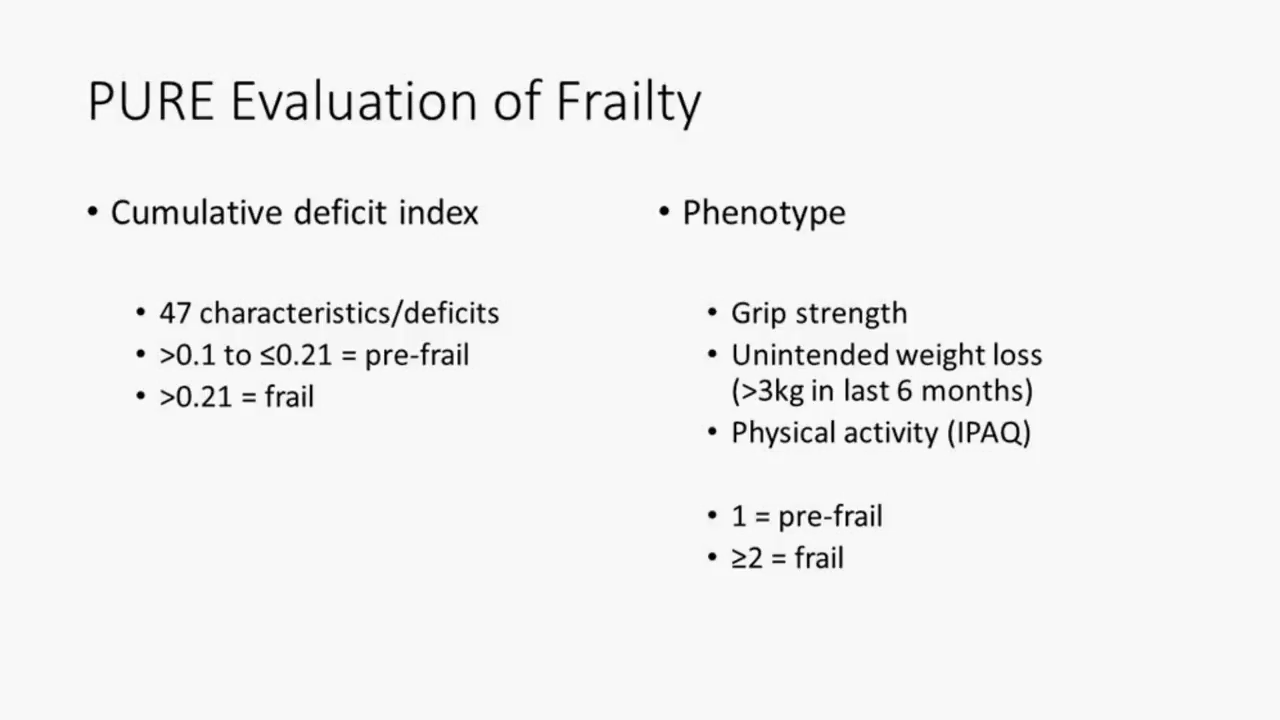 PURE Evaluation of Frailty
• Cumulative deficit index
• 47 characteristics/deficits
• >0.1 to ≤0.21 = pre-frail
• >0.21 = frail
• Phenotype
• Grip strength
• Unintended weight loss
(>3kg in last 6 months)
• Physical activity (IPAQ)
• 1 = pre-frail
• ≥2 = frail